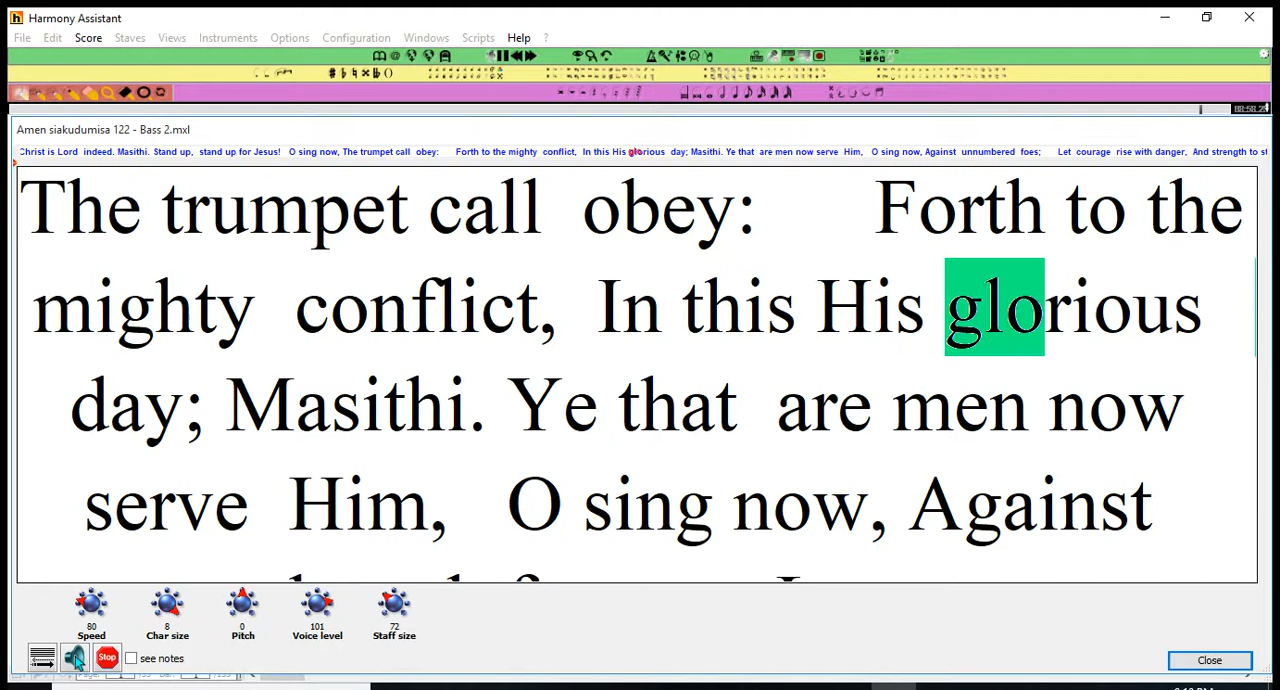 Harmony Assistant
File Edit Score Staves Views Instruments Options Configuration Windows Scripts Help ?
Amen siakudumisa 122 - Bass 2.mxl
Christ is Lord indeed. Masithi. Stand up, stand up for Jesus! O sing now, The trumpet call obey: Forth to the mighty conflict, In this His glorious day; Masithi. Ye that are men now serve Him, O sing now, Against unnumbered foes; Let courage rise with danger, And strength to st
The trumpet call obey: Forth to the
mighty conflict, In this His glorious
day; Masithi. Ye that are men now
serve Him, O sing now, Against
80 8 0 101 72
Speed Char size Pitch Voice level Staff size
Stop see notes Close